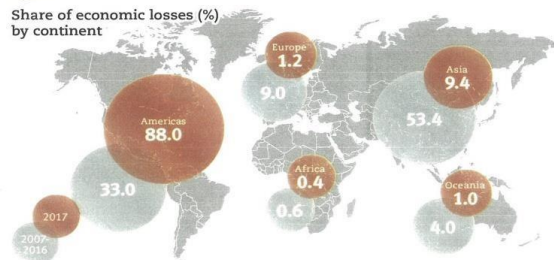 Share of economic losses (%)
by continent
Europe
1.2
9.0
Asia
9.4
53.4
Americas
88.0
33.0
Africa
0.4
0.6
Oceania
1.0
4.0
2017
2007-
2016